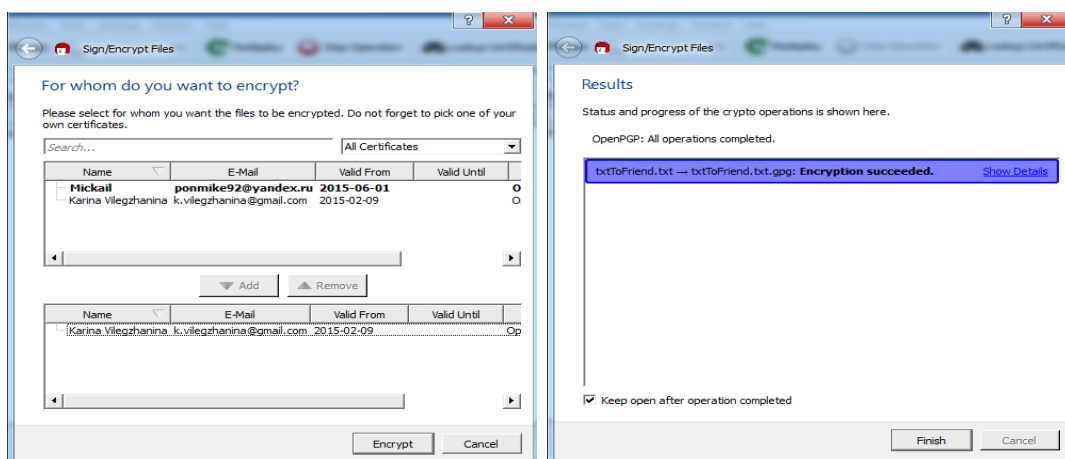 Sign/Encrypt Files
For whom do you want to encrypt?
Please select for whom you want the files to be encrypted. Do not forget to pick one of your
own certificates.
Search... All Certificates
Name E-Mail Valid From Valid Until
Mickail ponmike92@yandex.ru 2015-06-01 O
Karina Vilegzhanina k.vilegzhanina@gmail.com 2015-02-09 O
Add Remove
Name E-Mail Valid From Valid Until
Karina Vilegzhanina k.vilegzhanina@gmail.com 2015-02-09 Op
Encrypt Cancel
Sign/Encrypt Files
Results
Status and progress of the crypto operations is shown here.
OpenPGP: All operations completed.
txtToFriend.txt → txtToFriend.txt.gpg: Encryption succeeded. Show Details
Keep open after operation completed
Finish Cancel